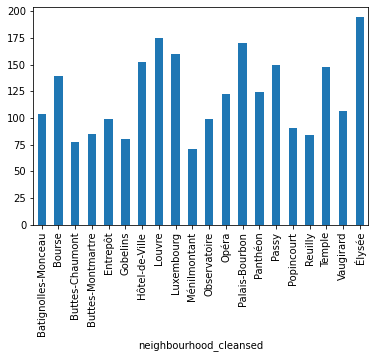 200
175
150
125
100
75
50
25
0
Batignolles-Monceau
Bourse
Buttes-Chaumont
Buttes-Montmartre
Entrepôt
Gobelins
Hôtel-de-Ville
Louvre
Luxembourg
Ménilmontant
Observatoire
Opéra
Palais-Bourbon
Panthéon
Passy
Popincourt
Reuilly
Temple
Vaugirard
Élysée
neighbourhood_cleansed